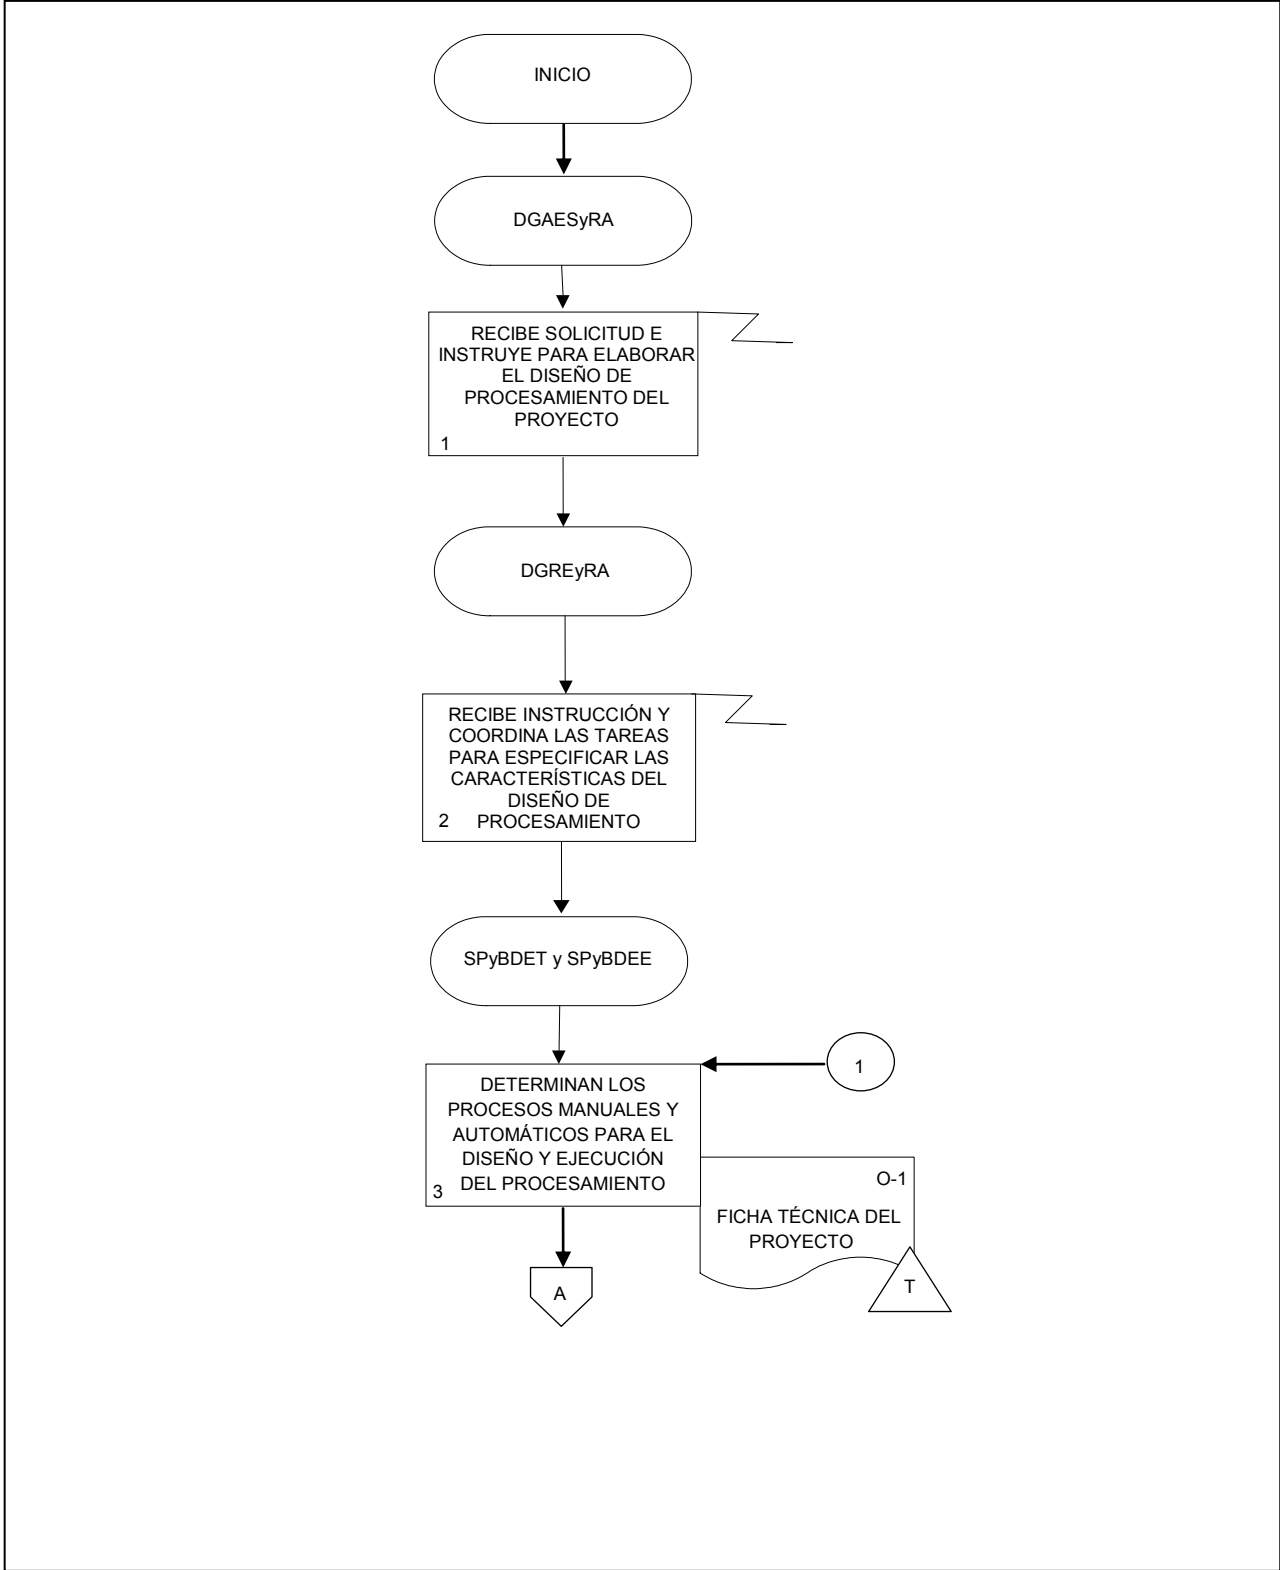 INICIO
DGAESyRA
RECIBE SOLICITUD E
INSTRUYE PARA ELABORAR
EL DISEÑO DE
PROCESAMIENTO DEL
PROYECTO
1
DGREyRA
RECIBE INSTRUCCIÓN Y
COORDINA LAS TAREAS
PARA ESPECIFICAR LAS
CARACTERÍSTICAS DEL
DISEÑO DE
2 PROCESAMIENTO
SPyBDET y SPyBDEE
1
DETERMINAN LOS
PROCESOS MANUALES Y
AUTOMÁTICOS PARA EL
DISEÑO Y EJECUCIÓN
3 DEL PROCESAMIENTO
O-1
FICHA TÉCNICA DEL
PROYECTO
T
A